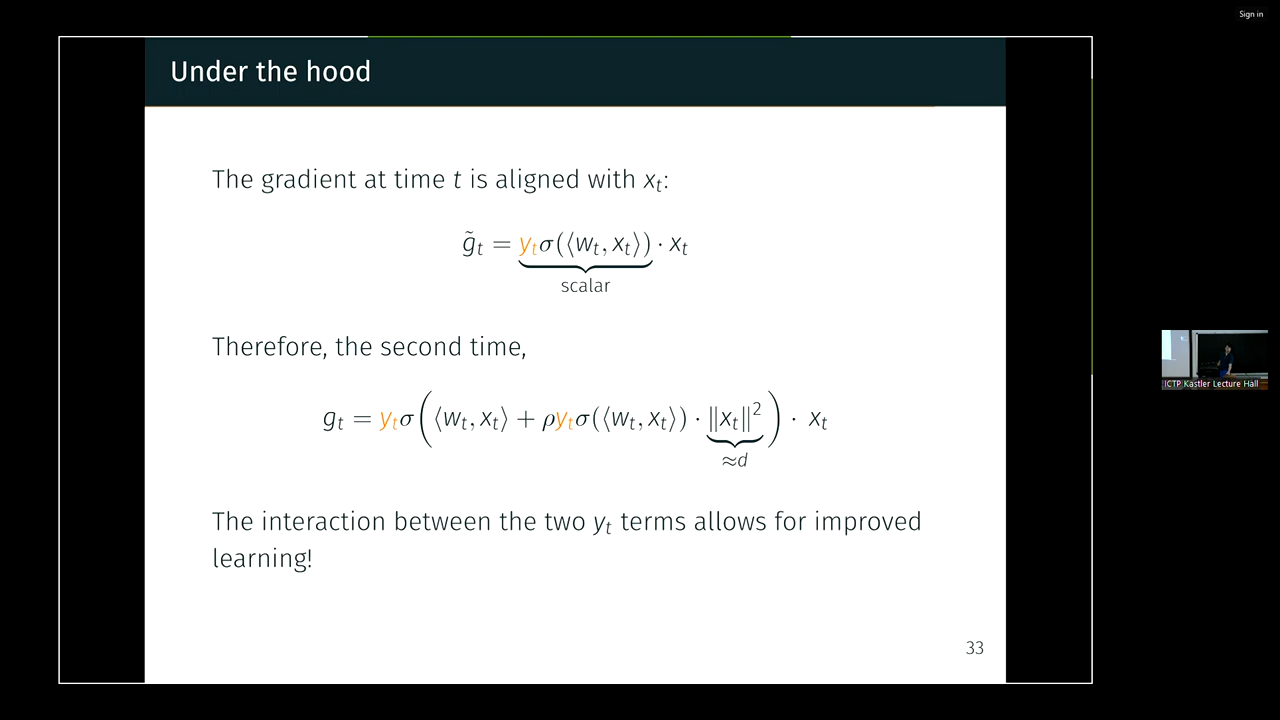 Sign in
Under the hood
The gradient at time t is aligned with xₜ:
g̃ₜ = yₜσ(⟨wₜ, xₜ⟩) · xₜ
scalar
Therefore, the second time,
gₜ = yₜσ(⟨wₜ, xₜ⟩ + ρyₜσ(⟨wₜ, xₜ⟩) · ‖xₜ‖²) · xₜ
≈d
The interaction between the two yₜ terms allows for improved
learning!
33
ICTP Kastler Lecture Hall